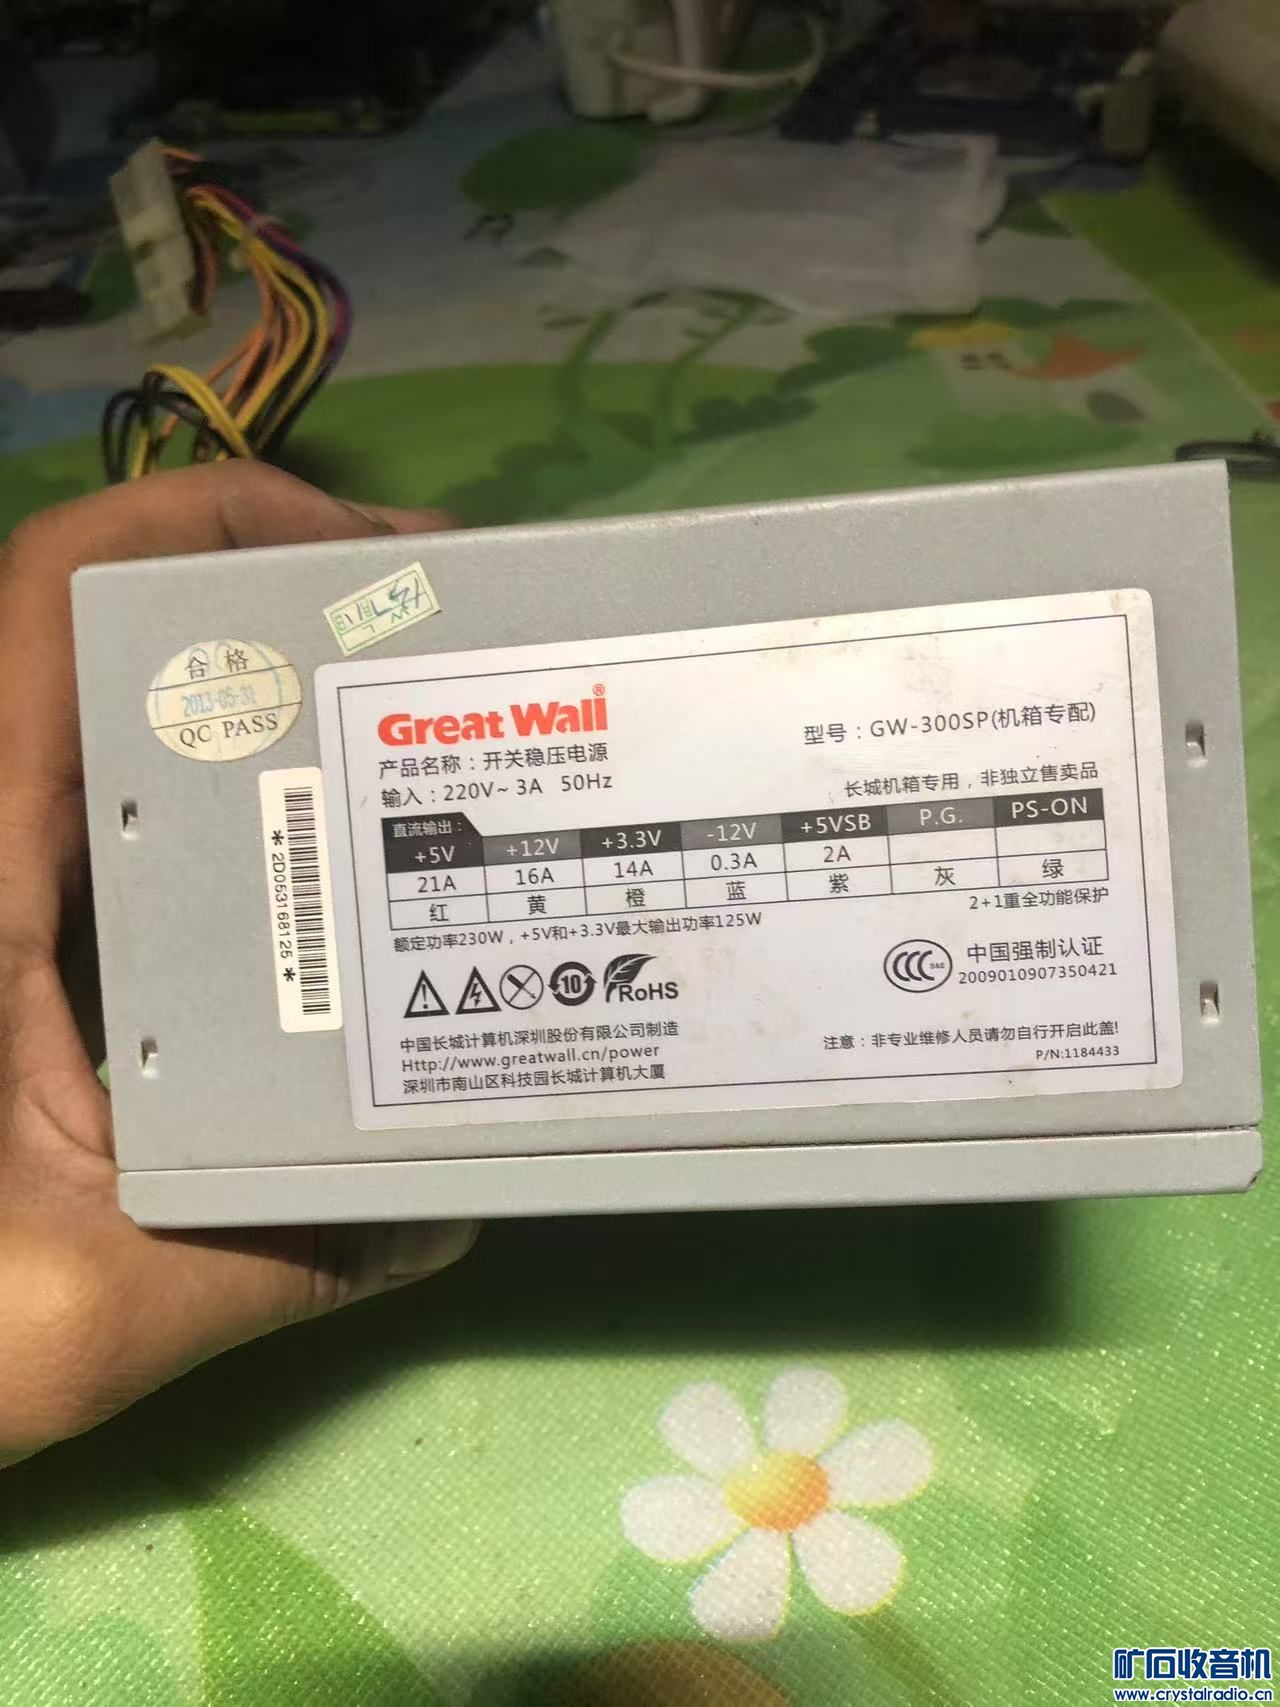 合格
2013-05-31
QC PASS
*2D053168125*
Great Wall®
产品名称：开关稳压电源
输入：220V~ 3A 50Hz
型号：GW-300SP(机箱专配)
长城机箱专用，非独立售卖品
直流输出：
+5V +12V +3.3V -12V +5VSB P.G. PS-ON
21A 16A 14A 0.3A 2A
红 黄 橙 蓝 紫 灰 绿
额定功率230W，+5V和+3.3V最大输出功率125W
2+1重全功能保护
10
RoHS
CCC S&E
中国强制认证
2009010907350421
中国长城计算机深圳股份有限公司制造
Http://www.greatwall.cn/power
深圳市南山区科技园长城计算机大厦
注意：非专业维修人员请勿自行开启此盖!
P/N:1184433
矿石收音机
www.crystalradio.cn